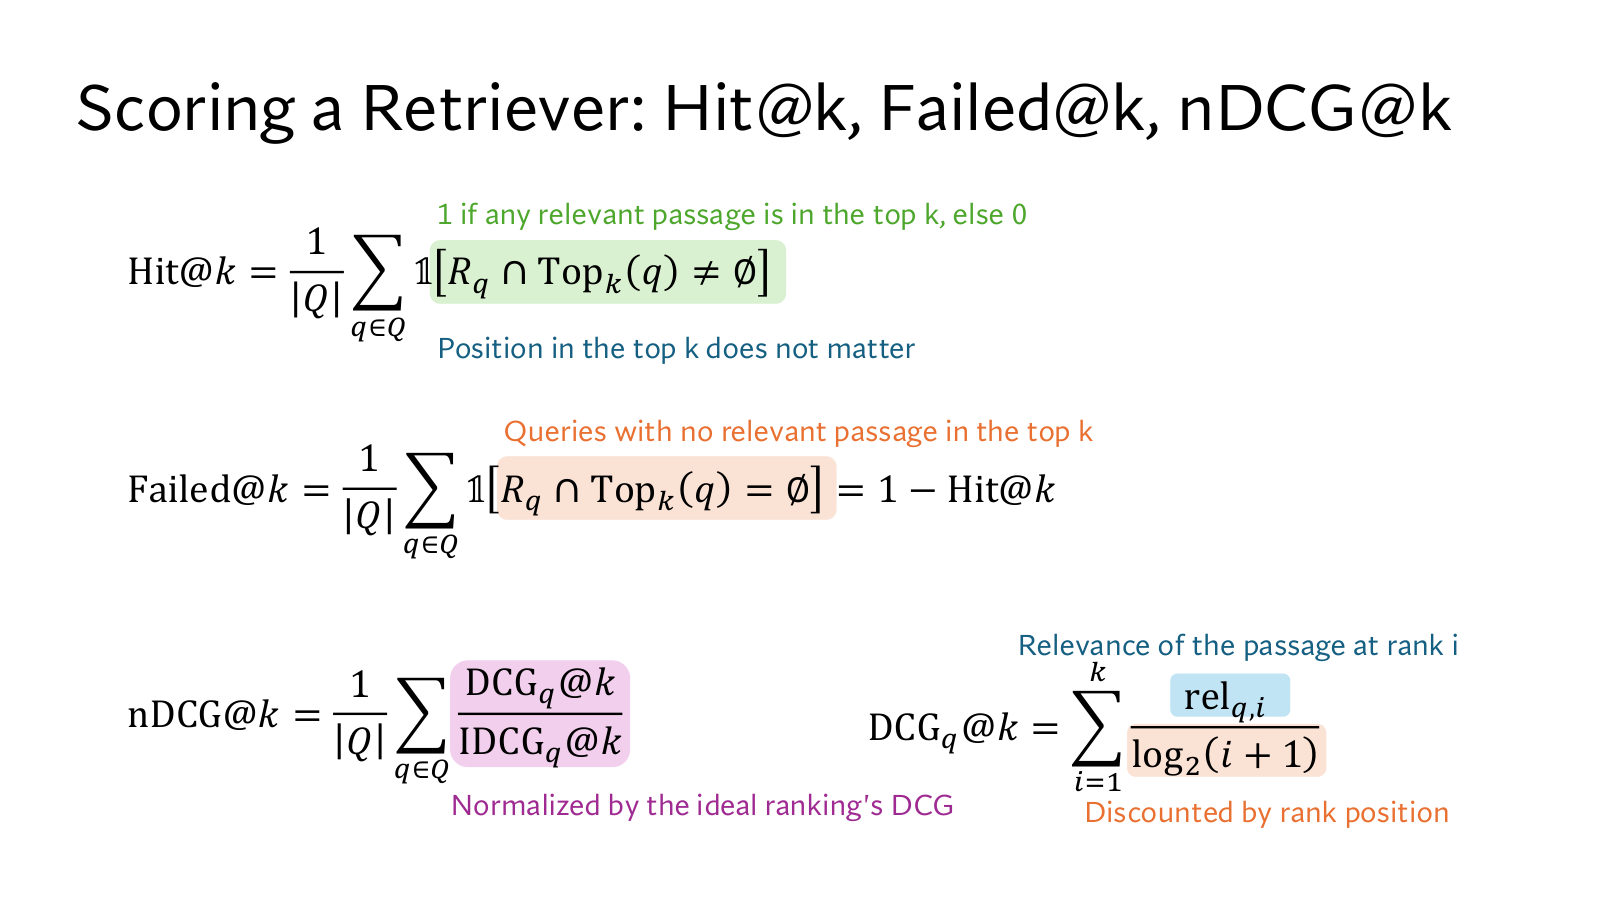 Scoring a Retriever: Hit@k, Failed@k, nDCG@k
1 if any relevant passage is in the top k, else 0
Hit@k = 1/|Q| ∑_{q∈Q} 𝟙[R_q ∩ Top_k(q) ≠ ∅]
Position in the top k does not matter
Queries with no relevant passage in the top k
Failed@k = 1/|Q| ∑_{q∈Q} 𝟙[R_q ∩ Top_k(q) = ∅] = 1 − Hit@k
nDCG@k = 1/|Q| ∑_{q∈Q} DCG_q@k / IDCG_q@k
Normalized by the ideal ranking's DCG
Relevance of the passage at rank i
DCG_q@k = ∑_{i=1}^{k} rel_{q,i} / log_2(i + 1)
Discounted by rank position